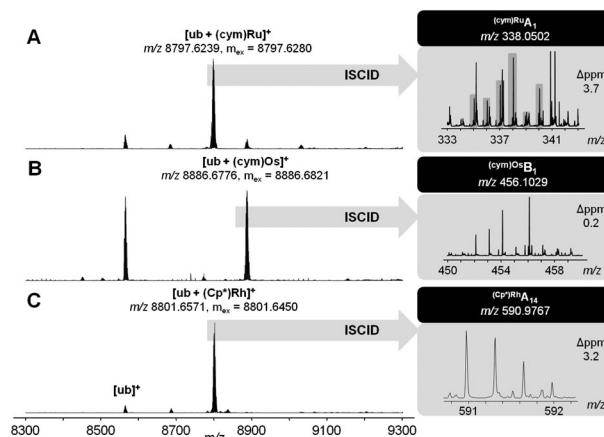 A
[ub + (cym)Ru]⁺
m/z 8797.6239, mₑₓ = 8797.6280
ISCID
(cym)RuA₁
m/z 338.0502
Δppm
3.7
333 337 341 m/z
B
[ub + (cym)Os]⁺
m/z 8886.6776, mₑₓ = 8886.6821
ISCID
(cym)OsB₁
m/z 456.1029
Δppm
0.2
450 454 458 m/z
C
[ub + (Cp*)Rh]⁺
m/z 8801.6571, mₑₓ = 8801.6450
ISCID
(Cp*)RhA₁₄
m/z 590.9767
Δppm
3.2
[ub]⁺
591 592 m/z
8300 8500 8700 8900 9100 9300
m/z